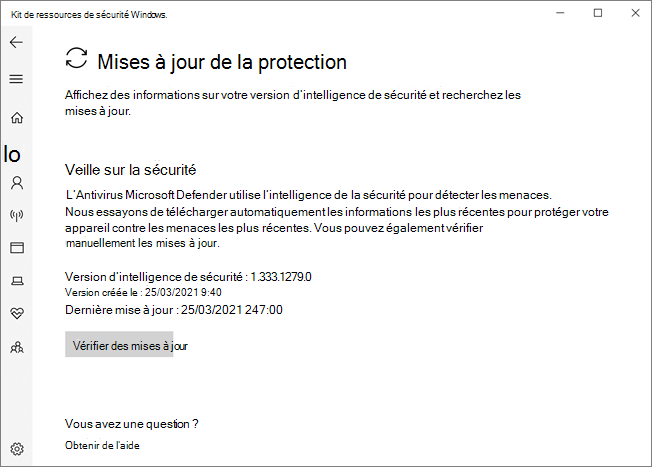 Kit de ressources de sécurité Windows.
Mises à jour de la protection
Affichez des informations sur votre version d'intelligence de sécurité et recherchez les
mises à jour.
lo
Veille sur la sécurité
L'Antivirus Microsoft Defender utilise l'intelligence de la sécurité pour détecter les menaces.
Nous essayons de télécharger automatiquement les informations les plus récentes pour protéger votre
appareil contre les menaces les plus récentes. Vous pouvez également vérifier
manuellement les mises à jour.
Version d'intelligence de sécurité : 1.333.1279.0
Version créée le : 25/03/2021 9:40
Dernière mise à jour : 25/03/2021 247:00
Vérifier des mises à jour
Vous avez une question ?
Obtenir de l'aide